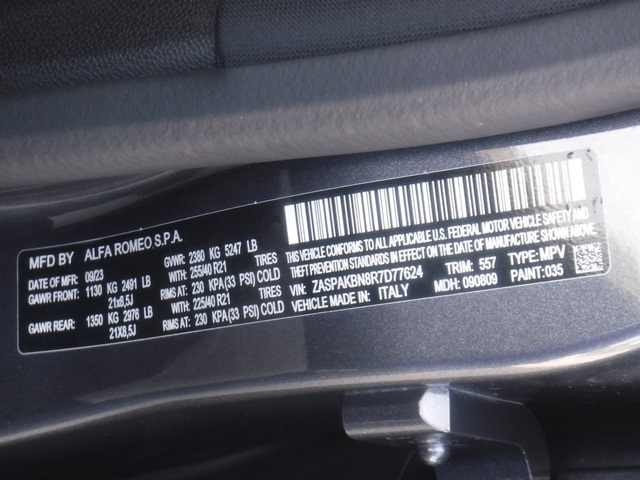 MFD BY ALFA ROMEO S.P.A.
DATE OF MFR: 09/23 GVWR: 2380 KG 5247 LB
GAWR FRONT: 1130 KG 2491 LB WITH TIRES
21x8,5J 255/40 R21
RIMS AT: 230 KPA(33 PSI) COLD
GAWR REAR: 1350 KG 2976 LB WITH TIRES
21X8,5J 225/40 R21
RIMS AT: 230 KPA(33 PSI) COLD
THIS VEHICLE CONFORMS TO ALL APPLICABLE U.S. FEDERAL MOTOR VEHICLE SAFETY AND
THEFT PREVENTION STANDARDS IN EFFECT ON THE DATE OF MANUFACTURE SHOWN ABOVE.
VIN: ZASPAKBN8R7D77624 TYPE: MPV
MADE IN: ITALY TRIM: 557 PAINT:035
MDH: 090809